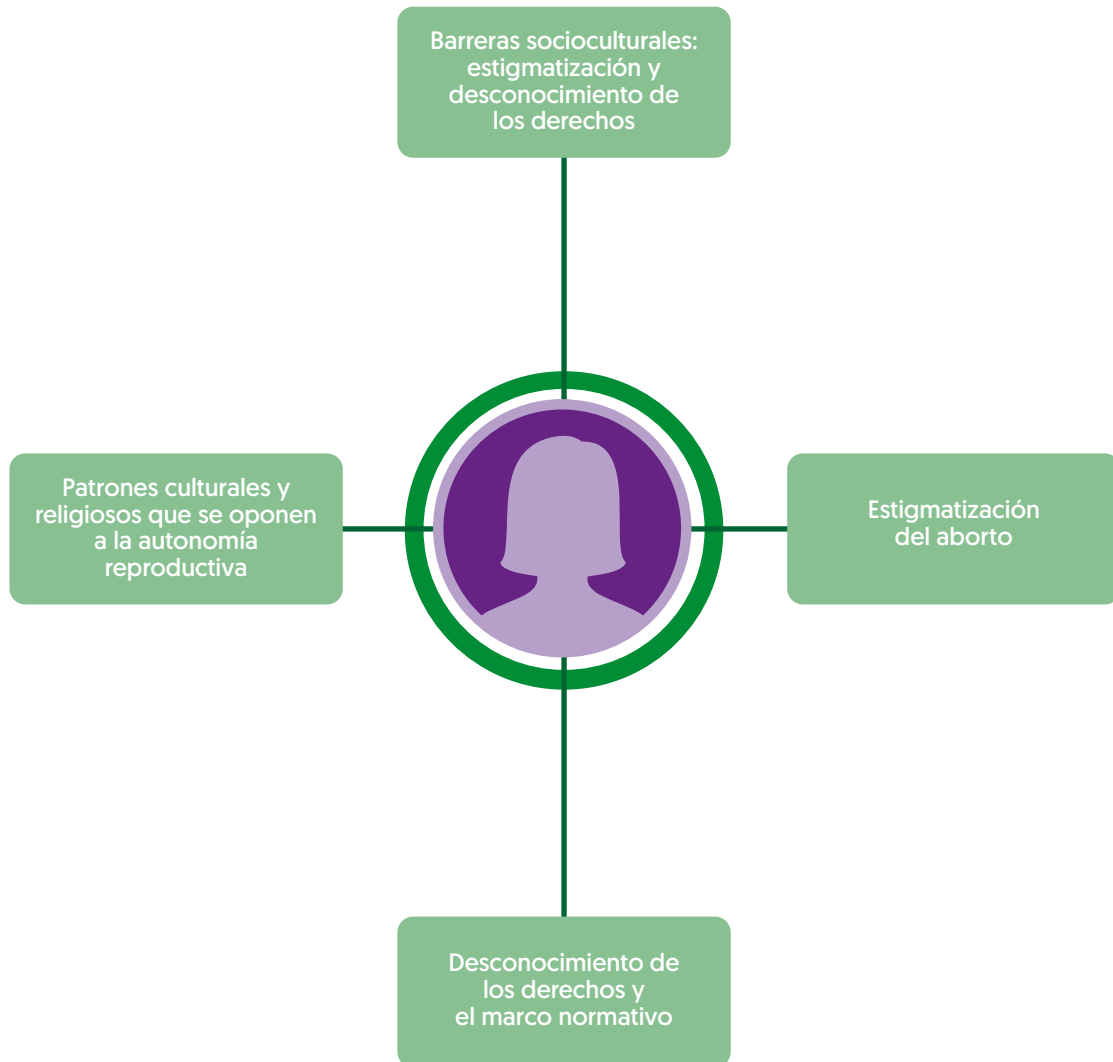 Barreras socioculturales:
estigmatización y
desconocimiento de
los derechos
Patrones culturales y
religiosos que se oponen
a la autonomía
reproductiva
Estigmatización
del aborto
Desconocimiento de
los derechos y
el marco normativo